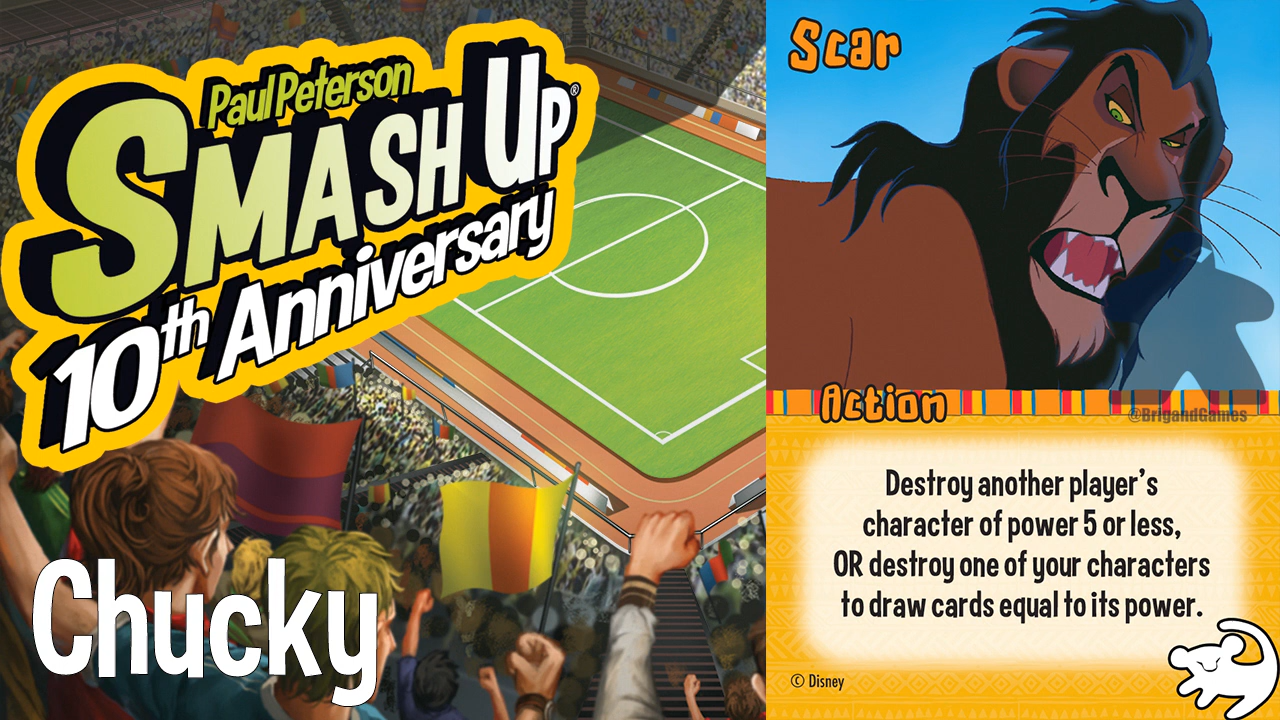 Paul Peterson
SMASH UP®
10th Anniversary
Chucky
Scar
Action
@BrigandGames
Destroy another player's
character of power 5 or less,
OR destroy one of your characters
to draw cards equal to its power.
© Disney